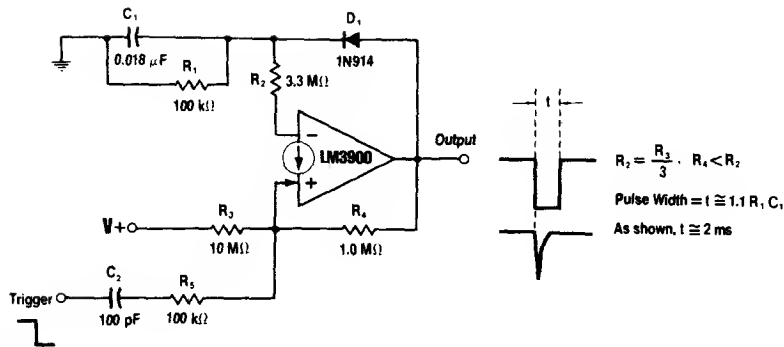 C₁
0.018 μF
R₁
100 kΩ
D₁
1N914
R₂
3.3 MΩ
−
LM3900
+
Output
V+
R₃
10 MΩ
R₄
1.0 MΩ
Trigger
C₂
100 pF
R₅
100 kΩ
t
R₂ = R₃/3 . R₄ < R₂
Pulse Width = t ≅ 1.1 R₁ C₁
As shown, t ≅ 2 ms